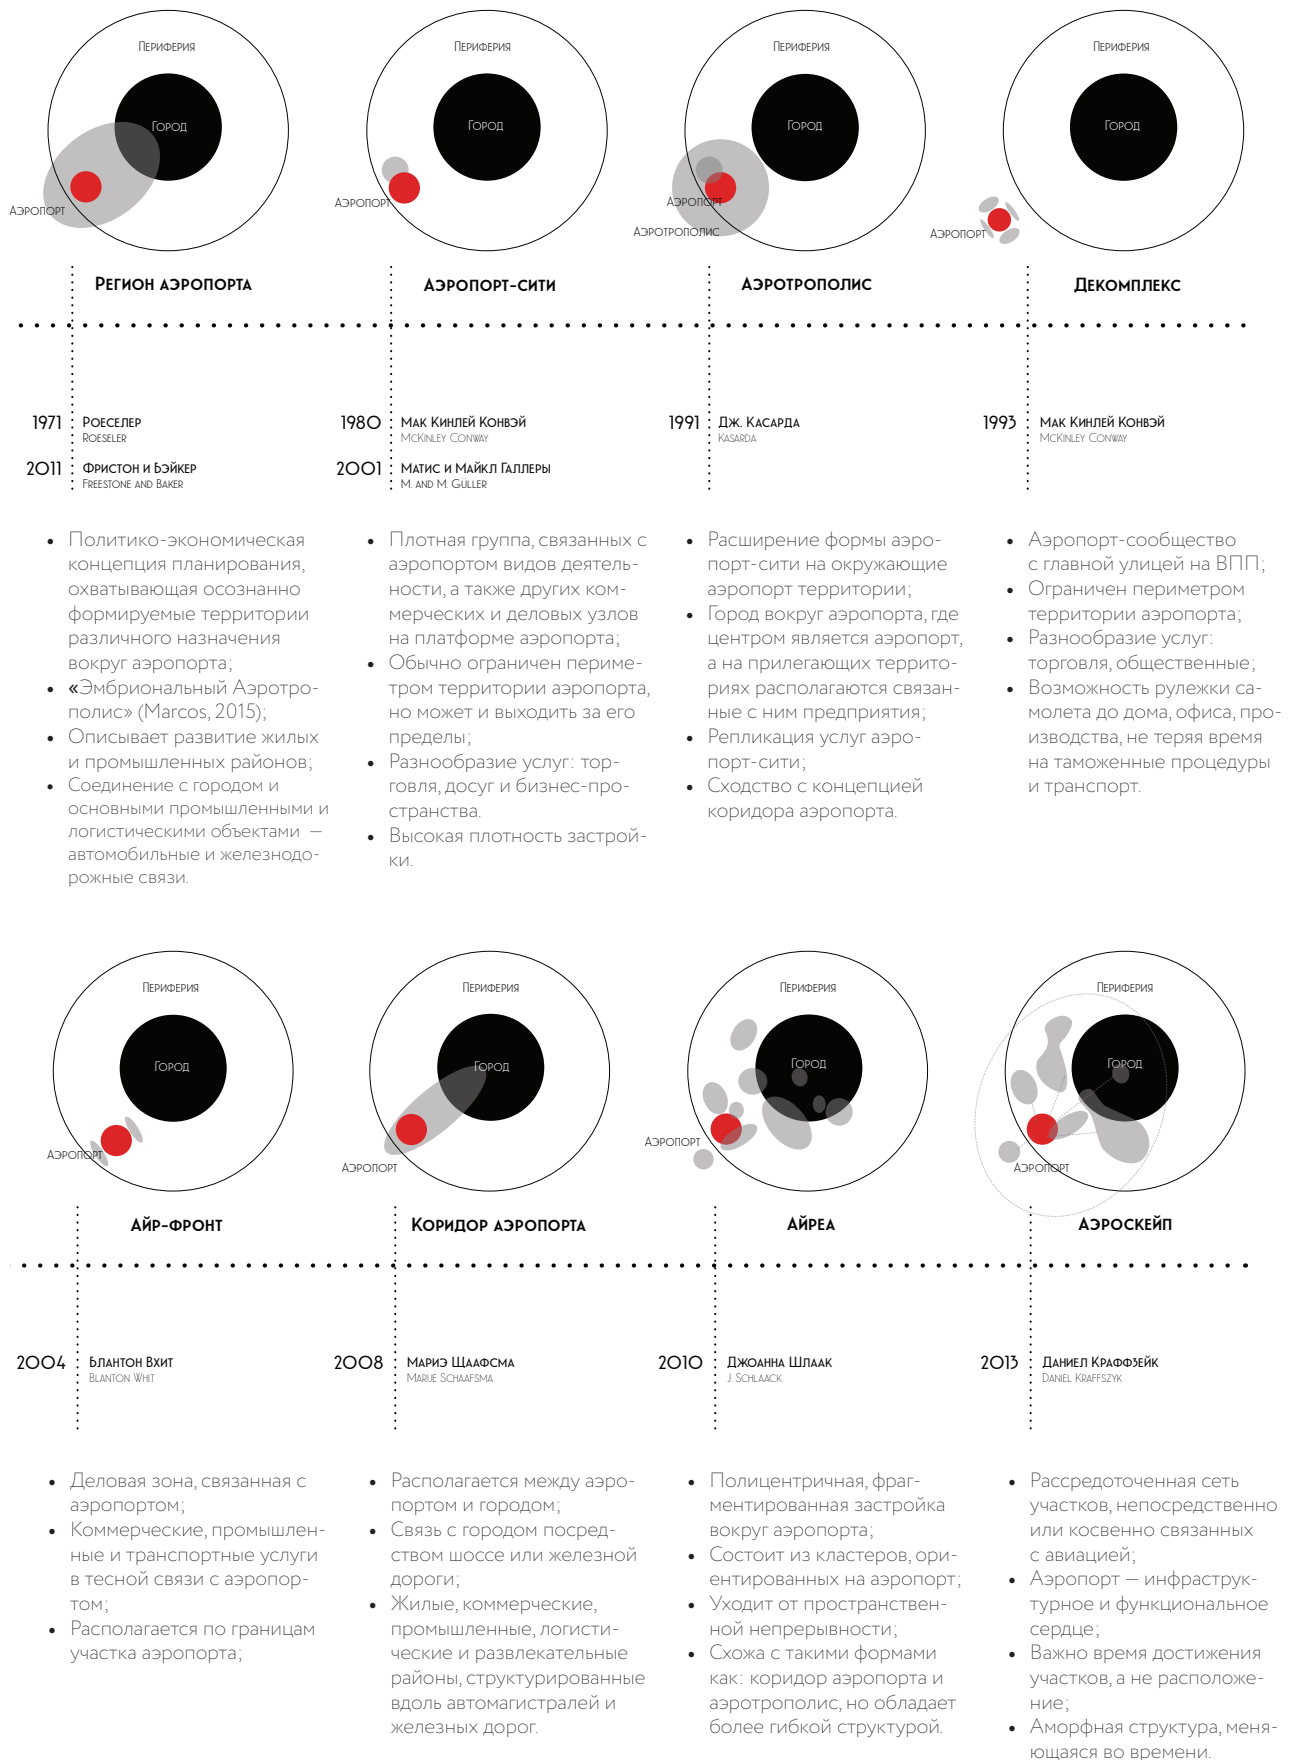 Периферия
Город
Аэропорт
Регион аэропорта
1971 Роеселер
Roeseler
2011 Фристон и Бэйкер
Freestone and Baker
• Политико-экономическая
концепция планирования,
охватывающая осознанно
формируемые территории
различного назначения
вокруг аэропорта;
• «Эмбриональный Аэротро-
полис» (Marcos, 2015);
• Описывает развитие жилых
и промышленных районов;
• Соединение с городом и
основными промышленными и
логистическими объектами –
автомобильные и железнодо-
рожные связи.
Периферия
Город
Аэропорт
Аэропорт-сити
1980 Мак Кинлей Конвэй
McKinley Conway
2001 Матис и Майкл Галлеры
M. and M. Güller
• Плотная группа, связанных с
аэропортом видов деятель-
ности, а также других ком-
мерческих и деловых узлов
на платформе аэропорта;
• Обычно ограничен периме-
тром территории аэропорта,
но может и выходить за его
пределы;
• Разнообразие услуг: тор-
говля, досуг и бизнес-про-
странства.
• Высокая плотность застрой-
ки.
Периферия
Город
Аэропорт
Аэротрополис
Аэротрополис
1991 Дж. Касарда
Kasarda
• Расширение формы аэро-
порт-сити на окружающие
аэропорт территории;
• Город вокруг аэропорта, где
центром является аэропорт,
а на прилегающих террито-
риях располагаются связан-
ные с ним предприятия;
• Репликация услуг аэро-
порт-сити;
• Сходство с концепцией
коридора аэропорта.
Периферия
Город
Аэропорт
Декомплекс
1993 Мак Кинлей Конвэй
McKinley Conway
• Аэропорт-сообщество
с главной улицей на ВПП;
• Ограничен периметром
территории аэропорта;
• Разнообразие услуг:
торговля, общественные;
• Возможность рулежки са-
молета до дома, офиса, про-
изводства, не теряя время
на таможенные процедуры
и транспорт.
Периферия
Город
Аэропорт
Айр-фронт
2004 Блантон Вхит
Blanton Whit
• Деловая зона, связанная с
аэропортом;
• Коммерческие, промышлен-
ные и транспортные услуги
в тесной связи с аэропор-
том;
• Располагается по границам
участка аэропорта;
Периферия
Город
Аэропорт
Коридор аэропорта
2008 Мариэ Щаафсма
Marije Schaafsma
• Располагается между аэро-
портом и городом;
• Связь с городом посред-
ством шоссе или железной
дороги;
• Жилые, коммерческие,
промышленные, логисти-
ческие и развлекательные
районы, структурированные
вдоль автомагистралей и
железных дорог.
Периферия
Город
Аэропорт
Айреа
2010 Джоанна Шлаак
J. Schlaack
• Полицентричная, фраг-
ментированная застройка
вокруг аэропорта;
• Состоит из кластеров, ори-
ентированных на аэропорт;
• Уходит от пространствен-
ной непрерывности;
• Схожа с такими формами
как: коридор аэропорта и
аэротрополис, но обладает
более гибкой структурой.
Периферия
Город
Аэропорт
Аэроскейп
2013 Даниел Краффзейк
Daniel Kraffszyk
• Рассредоточенная сеть
участков, непосредственно
или косвенно связанных
с авиацией;
• Аэропорт – инфраструк-
турное и функциональное
сердце;
• Важно время достижения
участков, а не расположе-
ние;
• Аморфная структура, меня-
ющаяся во времени.